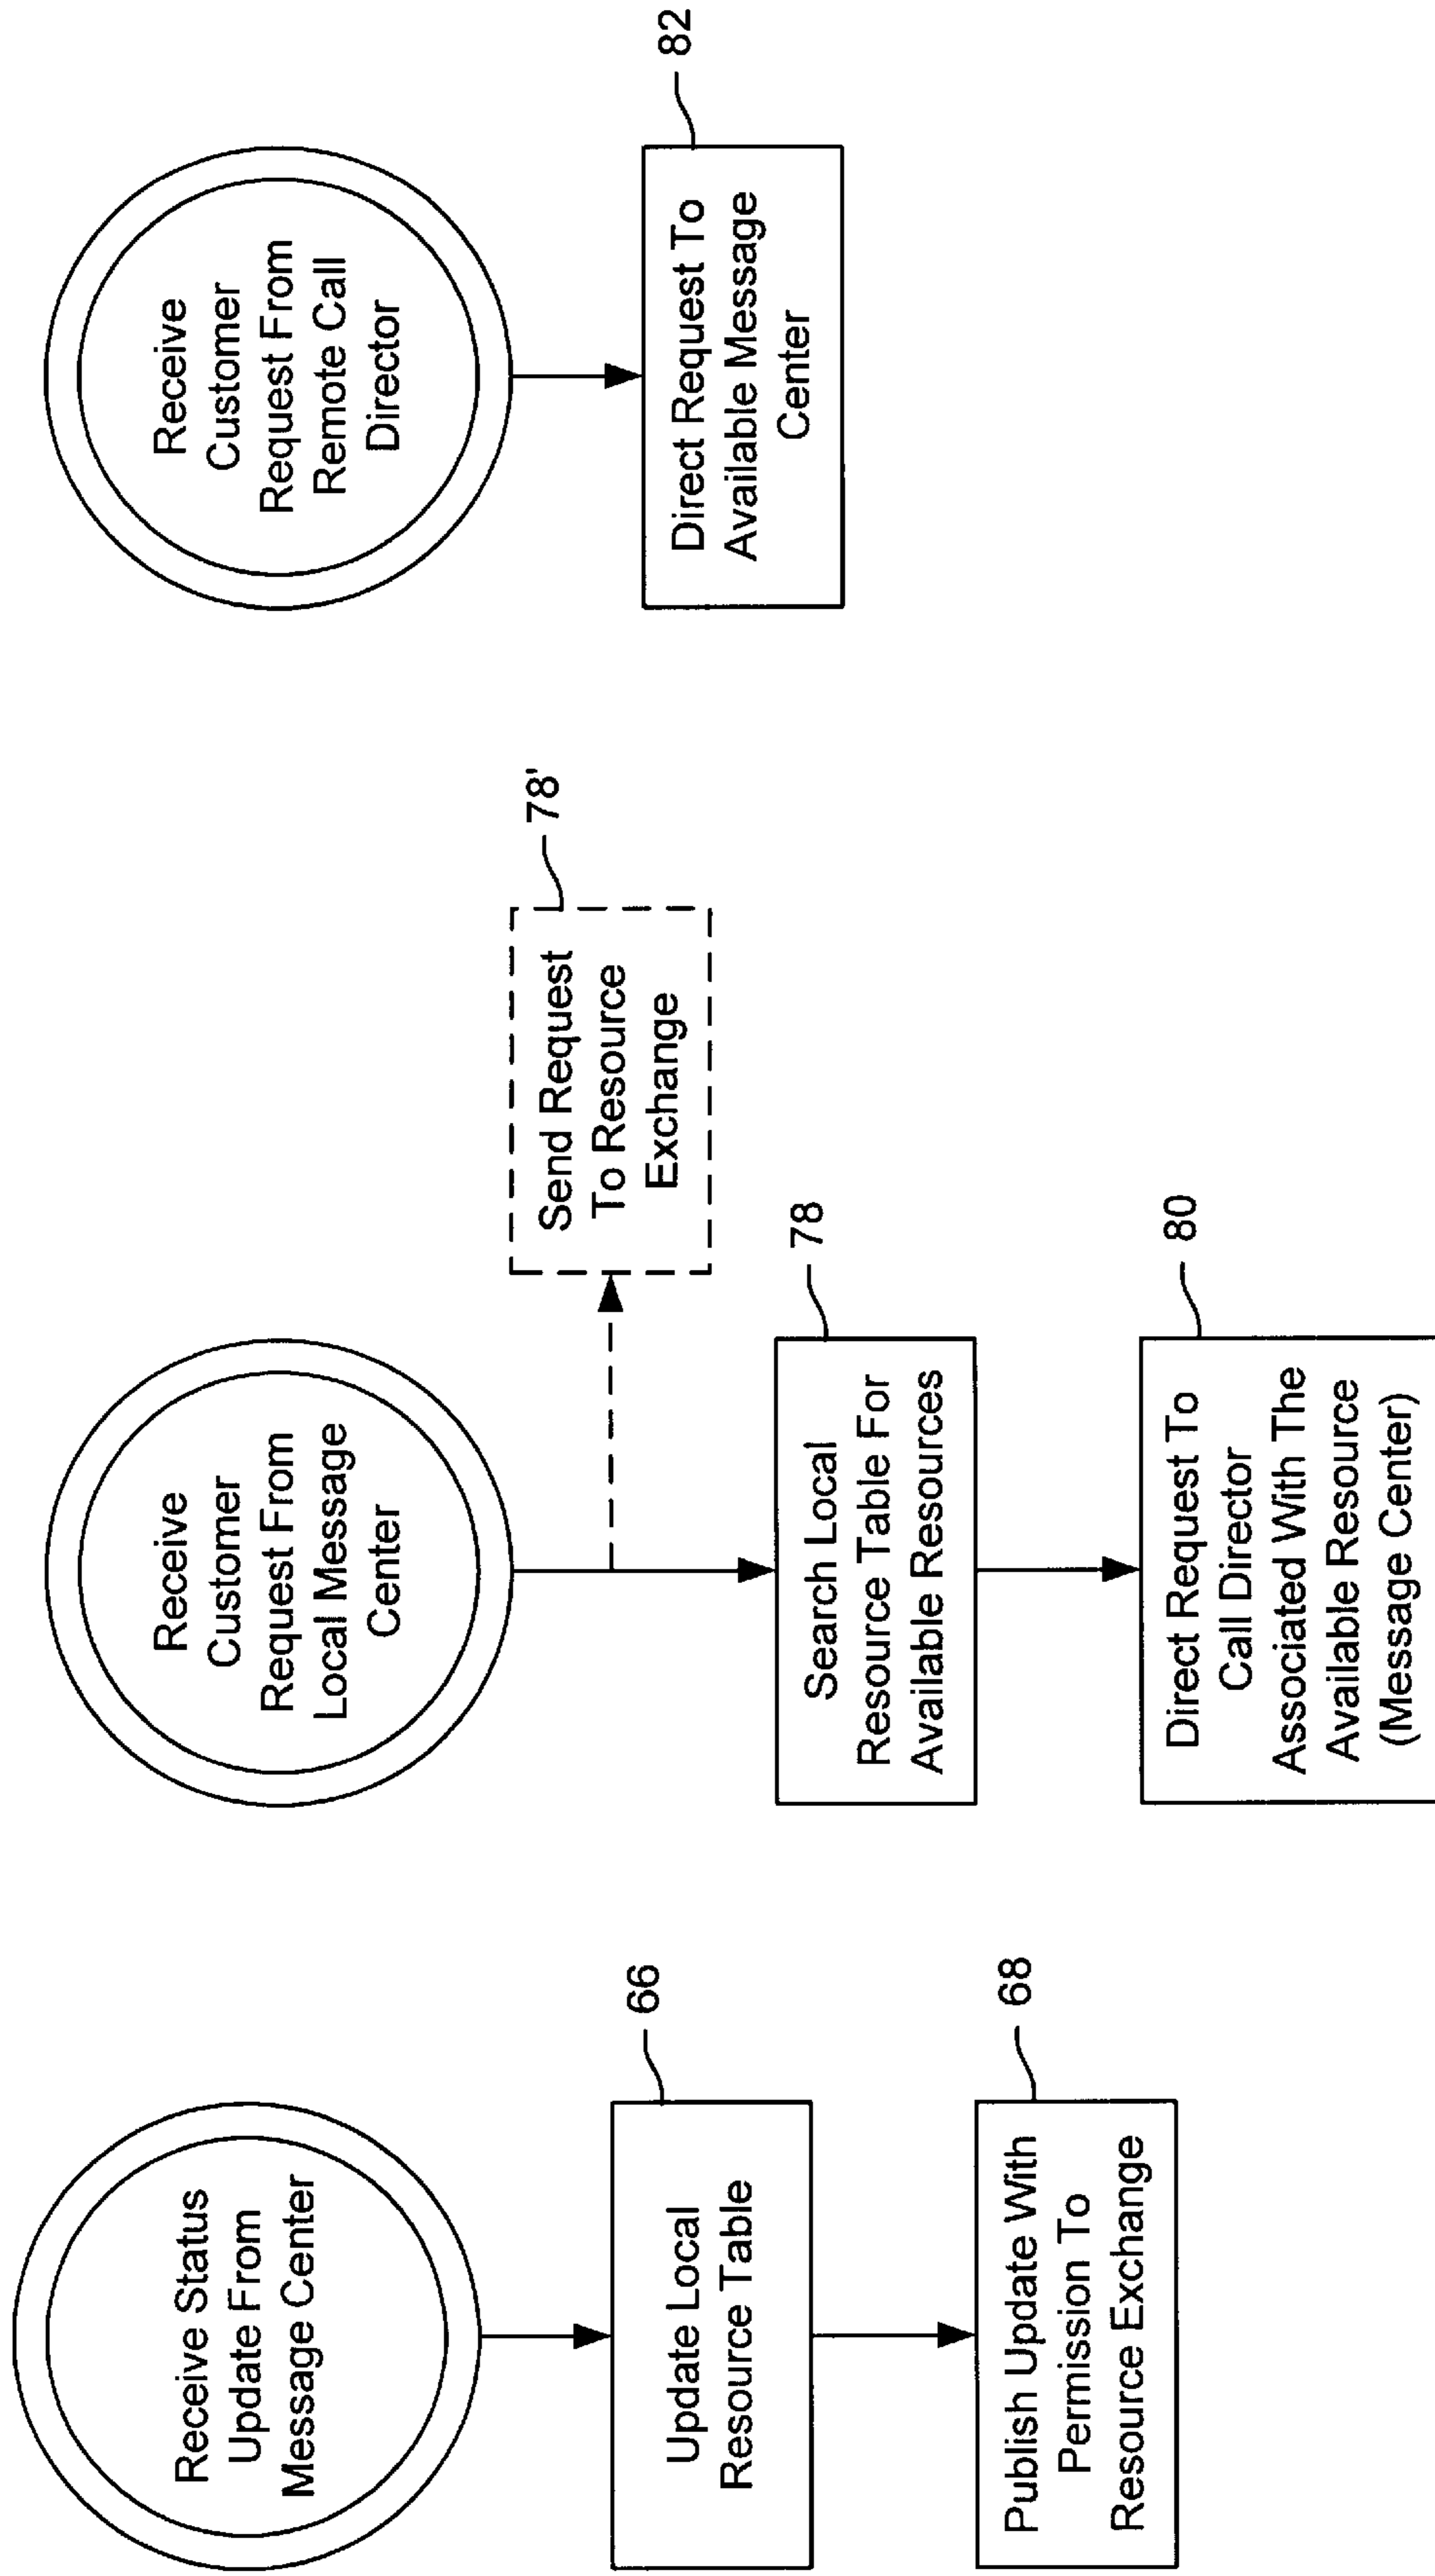 Receive Status
Update From
Message Center
66
Update Local
Resource Table
68
Publish Update With
Permission To
Resource Exchange
Receive
Customer
Request From
Local Message
Center
78'
Send Request
To Resource
Exchange
78
Search Local
Resource Table For
Available Resources
80
Direct Request To
Call Director
Associated With The
Available Resource
(Message Center)
Receive
Customer
Request From
Remote Call
Director
82
Direct Request To
Available Message
Center